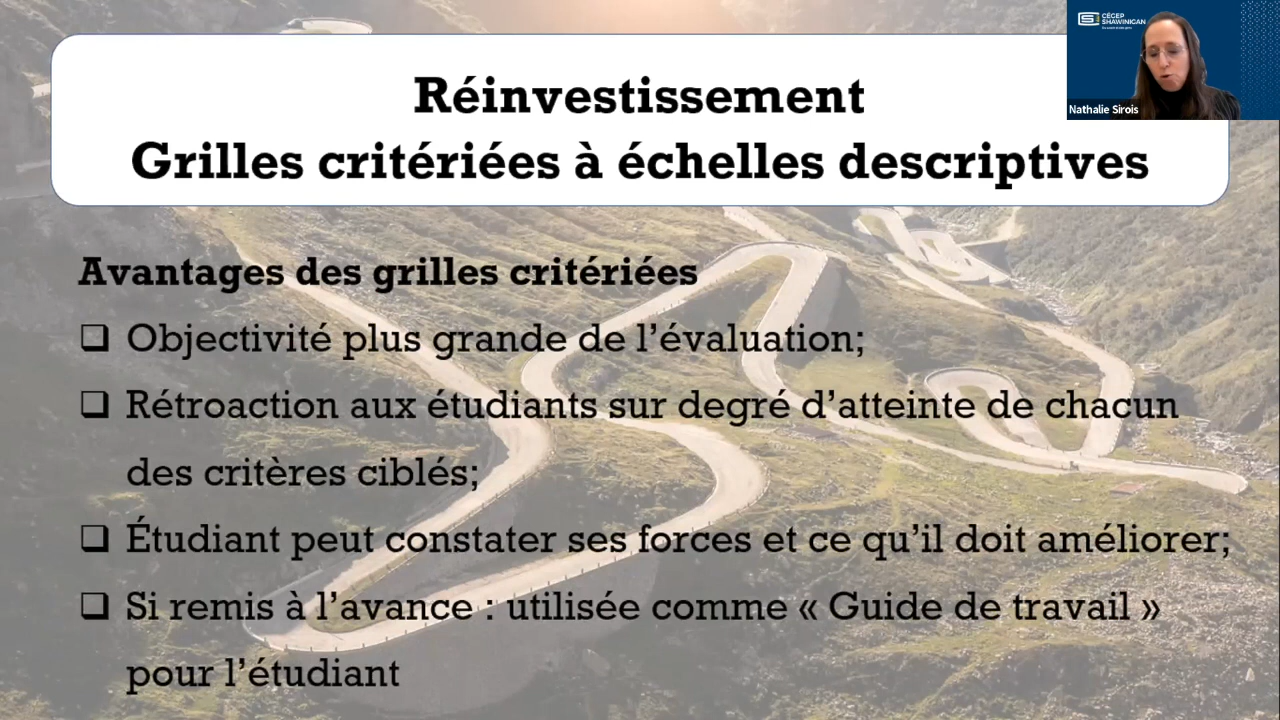 Réinvestissement
Grilles critériées à échelles descriptives
CÉGEP
SHAWINIGAN
Nathalie Sirois
Avantages des grilles critériées
Objectivité plus grande de l’évaluation;
Rétroaction aux étudiants sur degré d’atteinte de chacun
des critères ciblés;
Étudiant peut constater ses forces et ce qu’il doit améliorer;
Si remis à l’avance : utilisée comme « Guide de travail »
pour l’étudiant